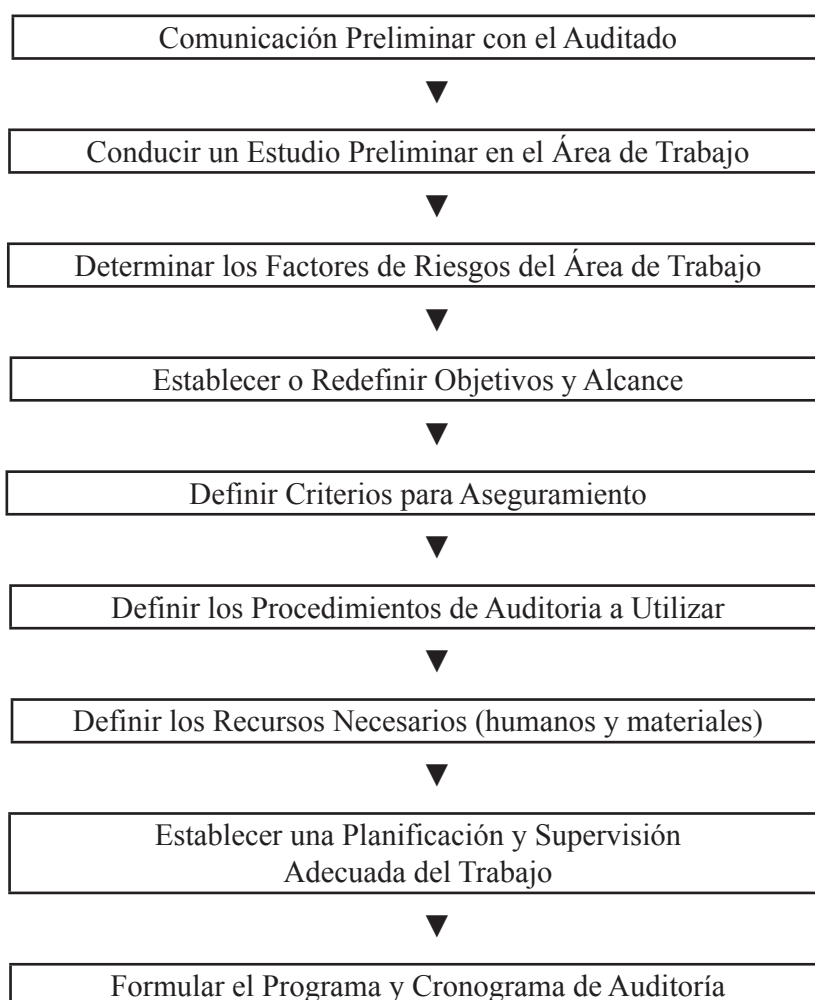 Comunicación Preliminar con el Auditado
Conducir un Estudio Preliminar en el Área de Trabajo
Determinar los Factores de Riesgos del Área de Trabajo
Establecer o Redefinir Objetivos y Alcance
Definir Criterios para Aseguramiento
Definir los Procedimientos de Auditoria a Utilizar
Definir los Recursos Necesarios (humanos y materiales)
Establecer una Planificación y Supervisión
Adecuada del Trabajo
Formular el Programa y Cronograma de Auditoría